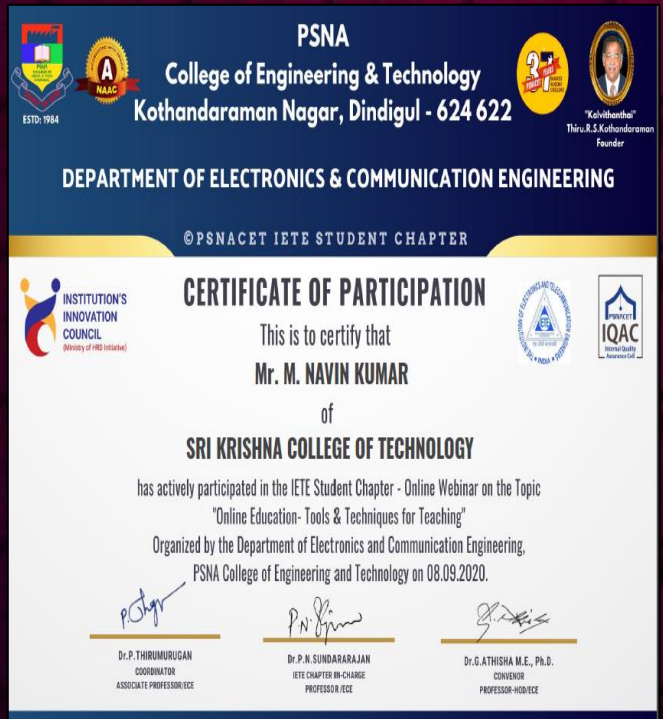 PSNA
College of Engineering & Technology
Kothandaraman Nagar, Dindigul - 624 622
ESTD: 1984
A
NAAC
37
"Kalvithanthai"
Thiru.R.S.Kothandaraman
Founder
DEPARTMENT OF ELECTRONICS & COMMUNICATION ENGINEERING
©PSNACET IETE STUDENT CHAPTER
INSTITUTION'S
INNOVATION
COUNCIL
(Ministry of HRD Initiative)
PSNACET
IQAC
Internal Quality
Assurance Cell
CERTIFICATE OF PARTICIPATION
This is to certify that
Mr. M. NAVIN KUMAR
of
SRI KRISHNA COLLEGE OF TECHNOLOGY
has actively participated in the IETE Student Chapter - Online Webinar on the Topic
"Online Education- Tools & Techniques for Teaching"
Organized by the Department of Electronics and Communication Engineering,
PSNA College of Engineering and Technology on 08.09.2020.
Dr.P.THIRUMURUGAN
COORDINATOR
ASSOCIATE PROFESSOR/ECE
Dr.P.N.SUNDARARAJAN
IETE CHAPTER IN-CHARGE
PROFESSOR /ECE
Dr.G.ATHISHA M.E., Ph.D.
CONVENOR
PROFESSOR-HOD/ECE